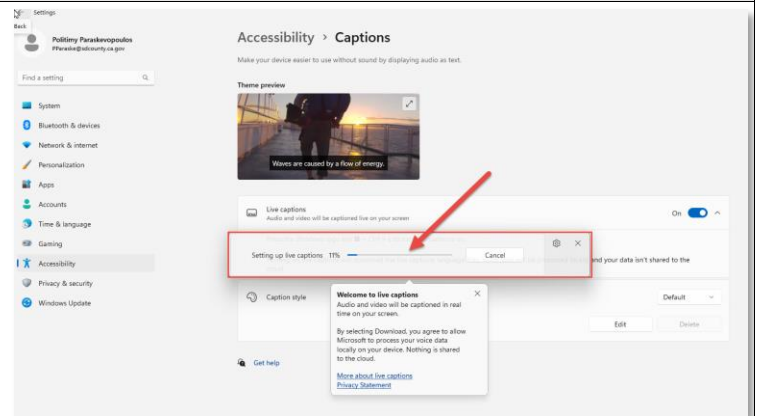 Settings
Back
Politimy Paraskevopoulos
PParaske@sdcounty.ca.gov
Find a setting
System
Bluetooth & devices
Network & internet
Personalization
Apps
Accounts
Time & language
Gaming
Accessibility
Privacy & security
Windows Update
Accessibility > Captions
Make your device easier to use without sound by displaying audio as text.
Theme preview
Waves are caused by a flow of energy.
Live captions
Audio and video will be captioned live on your screen
On
Setting up live captions 11%
Cancel
and your data isn't shared to the
Caption style
Default
Edit
Delete
Welcome to live captions
Audio and video will be captioned in real
time on your screen.
By selecting Download, you agree to allow
Microsoft to process your voice data
locally on your device. Nothing is shared
to the cloud.
More about live captions
Privacy Statement
Get help